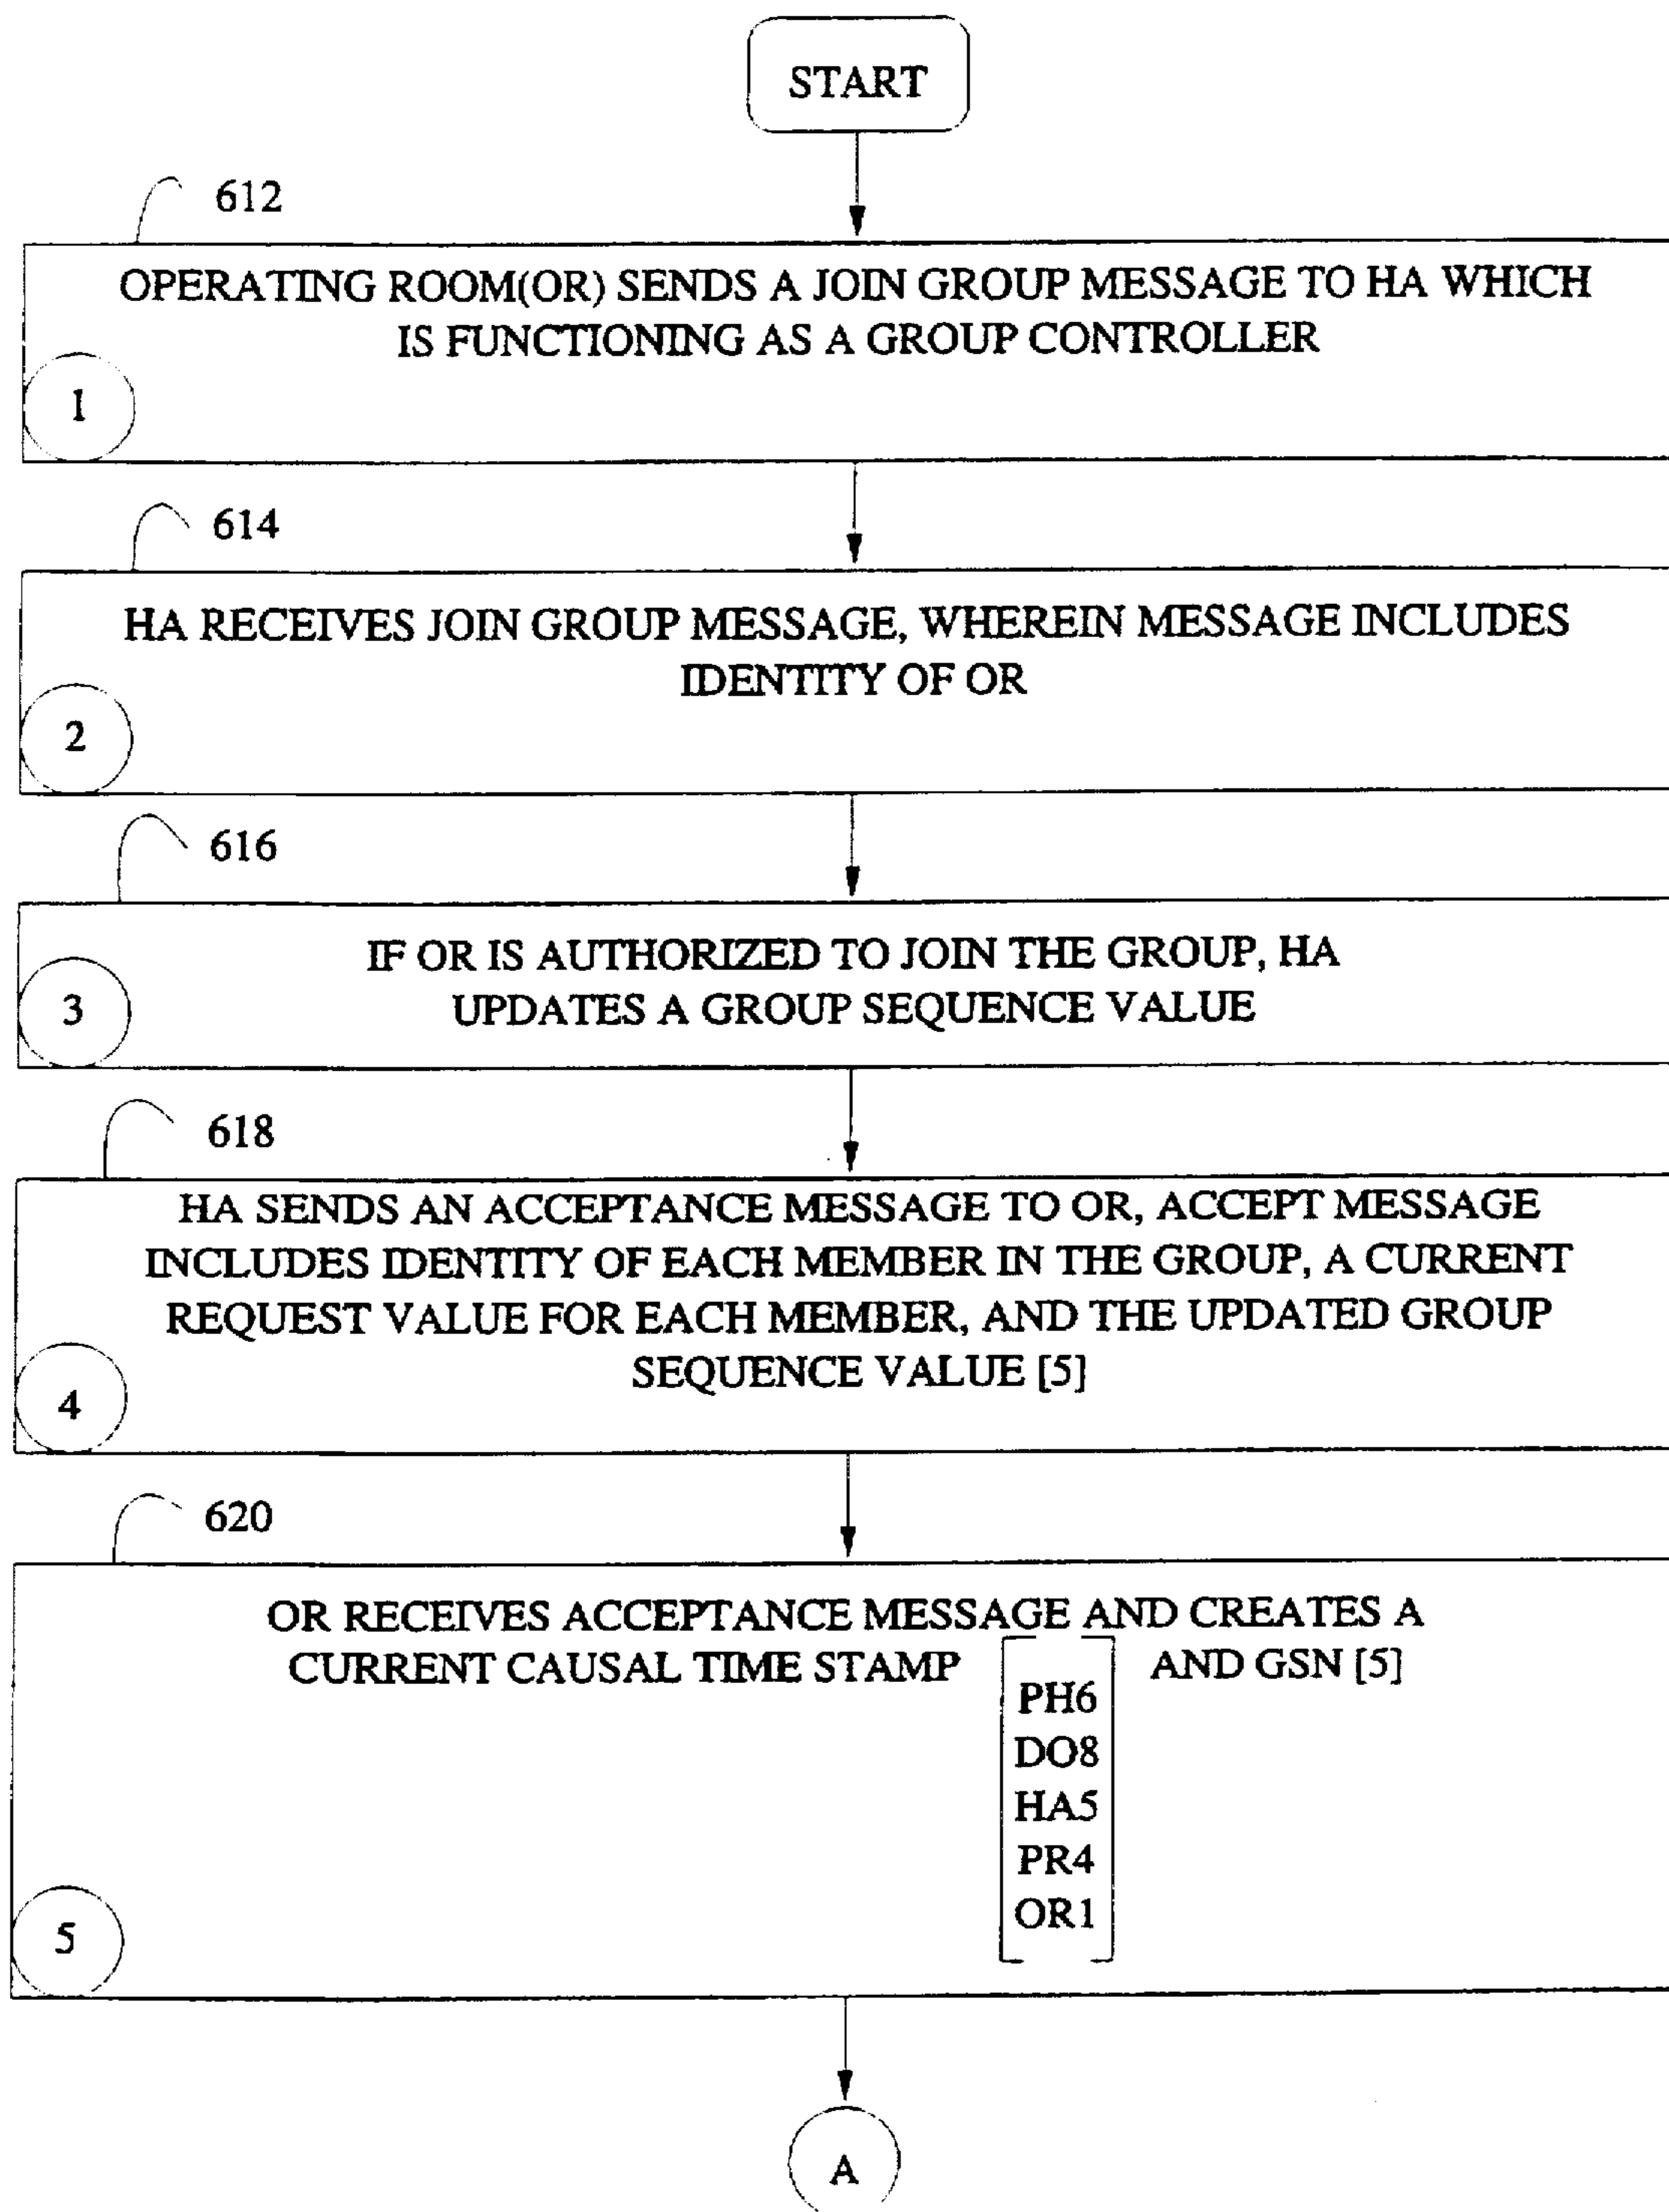 START
612
OPERATING ROOM(OR) SENDS A JOIN GROUP MESSAGE TO HA WHICH
IS FUNCTIONING AS A GROUP CONTROLLER
1
614
HA RECEIVES JOIN GROUP MESSAGE, WHEREIN MESSAGE INCLUDES
IDENTITY OF OR
2
616
IF OR IS AUTHORIZED TO JOIN THE GROUP, HA
UPDATES A GROUP SEQUENCE VALUE
3
618
HA SENDS AN ACCEPTANCE MESSAGE TO OR, ACCEPT MESSAGE
INCLUDES IDENTITY OF EACH MEMBER IN THE GROUP, A CURRENT
REQUEST VALUE FOR EACH MEMBER, AND THE UPDATED GROUP
SEQUENCE VALUE [5]
4
620
OR RECEIVES ACCEPTANCE MESSAGE AND CREATES A
CURRENT CAUSAL TIME STAMP AND GSN [5]
PH6
DO8
HA5
PR4
OR1
5
A